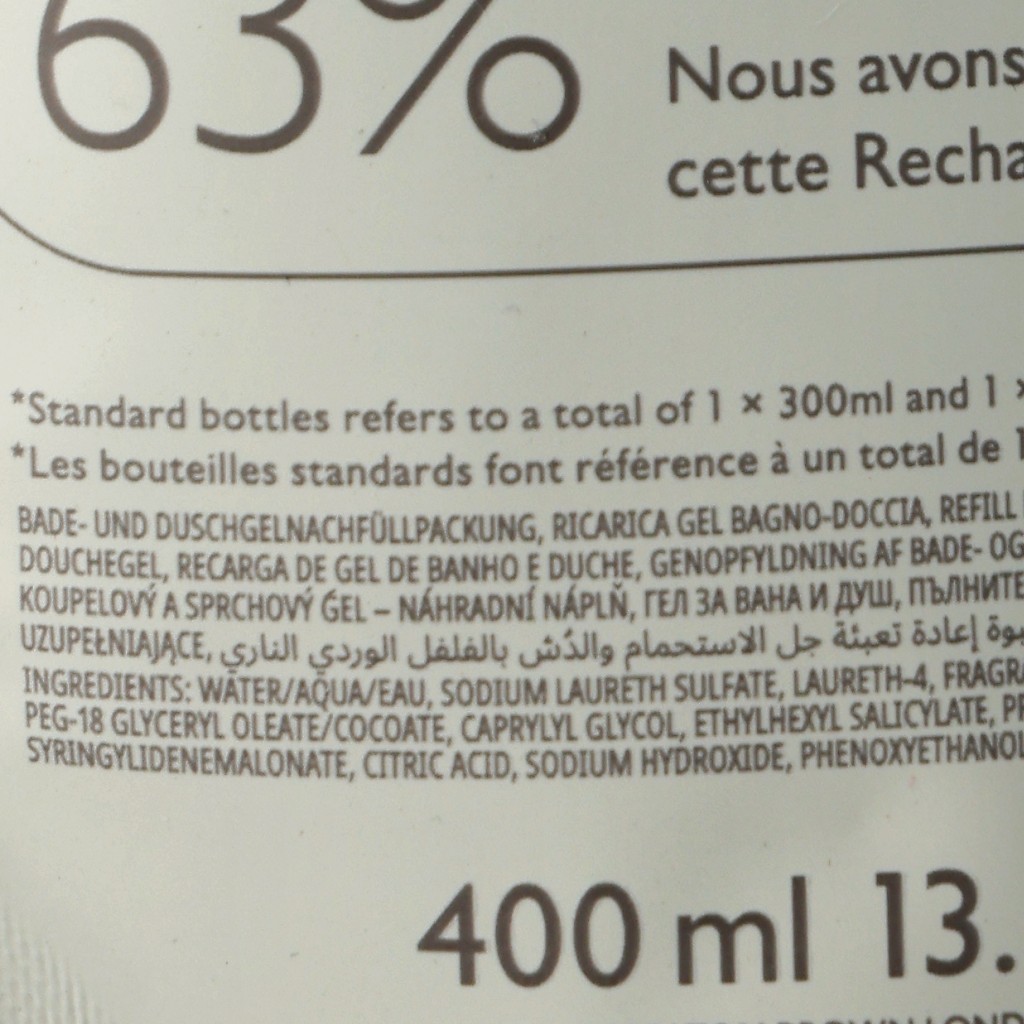 63%
Nous avons
cette Recha
*Standard bottles refers to a total of 1 × 300ml and 1 ×
*Les bouteilles standards font référence à un total de 1
BADE- UND DUSCHGELNACHFÜLLPACKUNG, RICARICA GEL BAGNO-DOCCIA, REFILL
DOUCHEGEL, RECARGA DE GEL DE BANHO E DUCHE, GENOPFYLDNING AF BADE- OG
KOUPELOVÝ A SPRCHOVÝ GEL – NÁHRADNÍ NÁPLŇ, ГЕЛ ЗА ВАНА И ДУШ, ПЪЛНИТЕ
UZUPEŁNIAJĄCE, إعادة تعبئة جل الاستحمام والدُش بالفلفل الوردي الناري
INGREDIENTS: WATER/AQUA/EAU, SODIUM LAURETH SULFATE, LAURETH-4, FRAGRA
PEG-18 GLYCERYL OLEATE/COCOATE, CAPRYLYL GLYCOL, ETHYLHEXYL SALICYLATE, PR
SYRINGYLIDENEMALONATE, CITRIC ACID, SODIUM HYDROXIDE, PHENOXYETHANOL
400 ml 13.